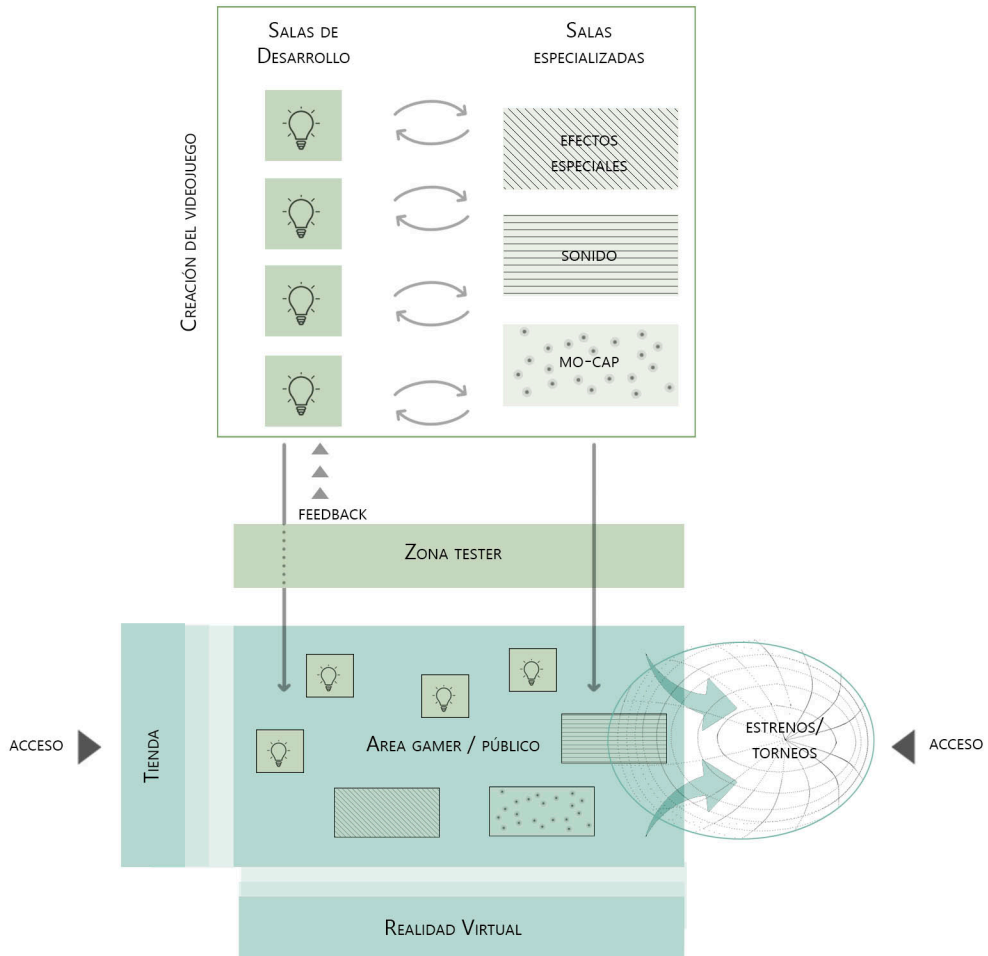 Salas de
Desarrollo
Salas
especializadas
Creación del videojuego
efectos
especiales
sonido
mo-cap
feedback
Zona tester
Tienda
Area gamer / público
estrenos/
torneos
acceso
acceso
Realidad Virtual